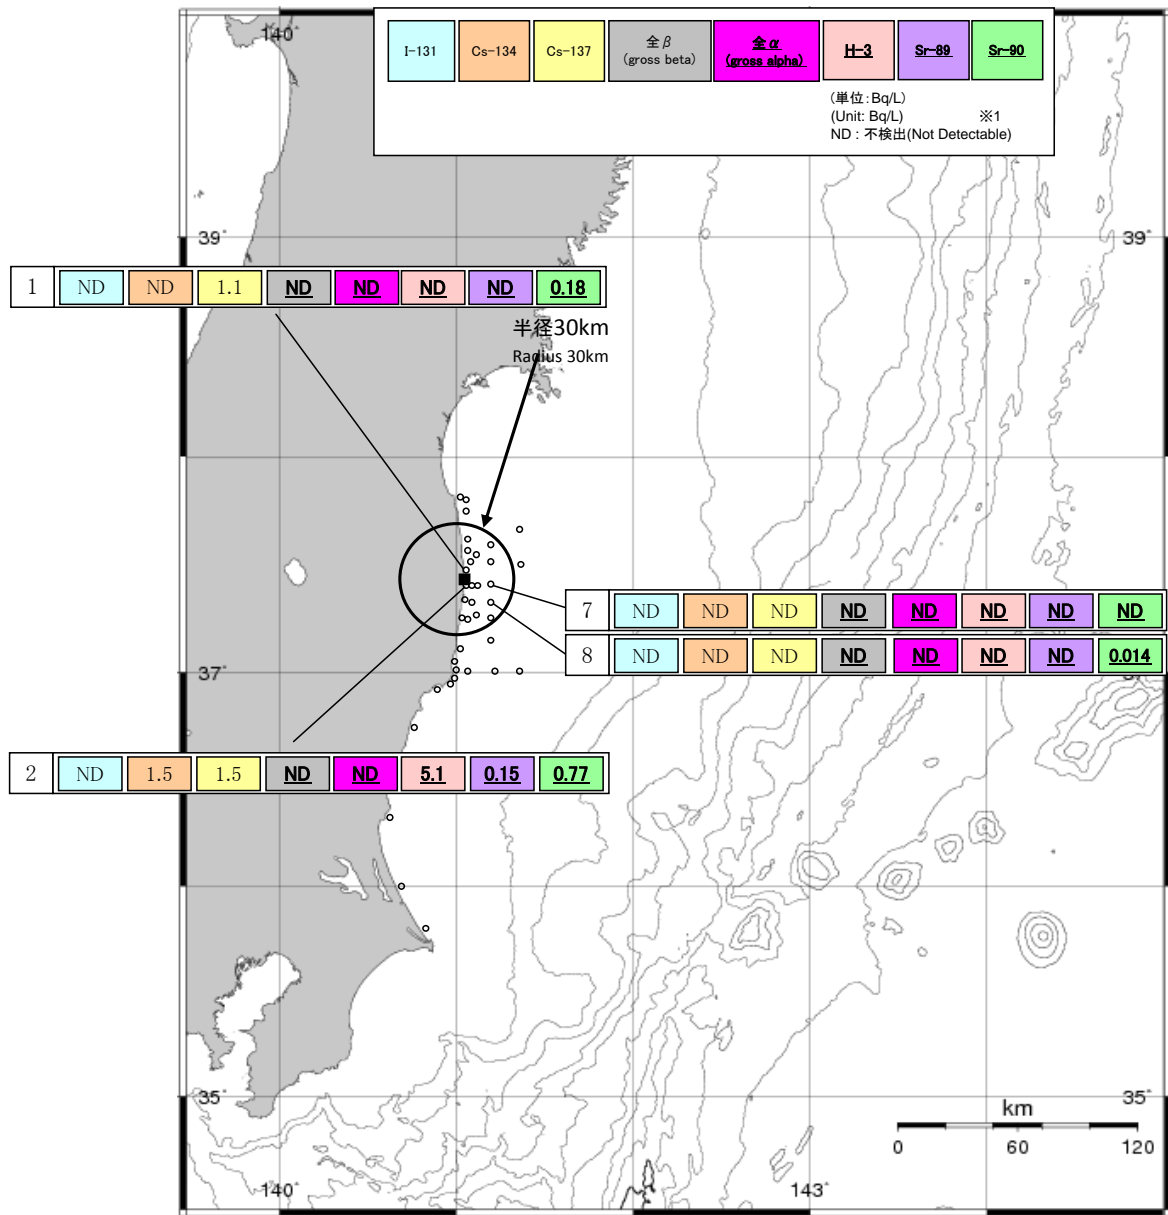 140°
I-131
Cs-134
Cs-137
全β
(gross beta)
全α
(gross alpha)
H-3
Sr-89
Sr-90
(単位:Bq/L)
(Unit: Bq/L) ※1
ND : 不検出(Not Detectable)
39°
39°
1 ND ND 1.1 ND ND ND ND 0.18
半径30km
Radius 30km
7 ND ND ND ND ND ND ND ND
8 ND ND ND ND ND ND ND 0.014
37°
2 ND 1.5 1.5 ND ND 5.1 0.15 0.77
35°
35°
km
0 60 120
140°
143°